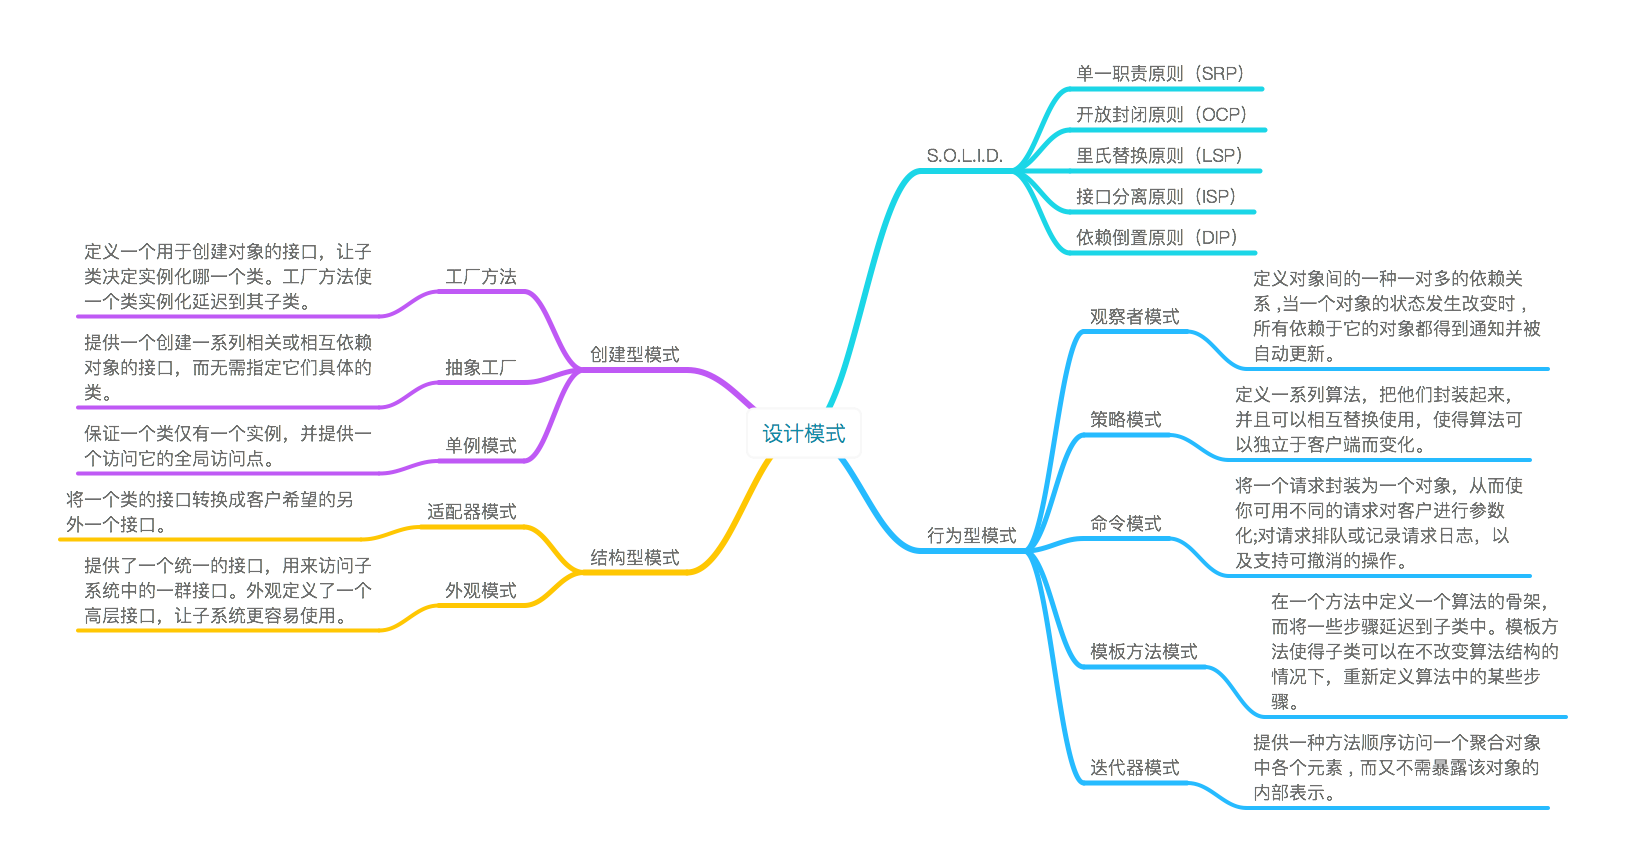 设计模式
S.O.L.I.D.
单一职责原则（SRP）
开放封闭原则（OCP）
里氏替换原则（LSP）
接口分离原则（ISP）
依赖倒置原则（DIP）
行为型模式
观察者模式
定义对象间的一种一对多的依赖关
系 ,当一个对象的状态发生改变时 ,
所有依赖于它的对象都得到通知并被
自动更新。
策略模式
定义一系列算法，把他们封装起来，
并且可以相互替换使用，使得算法可
以独立于客户端而变化。
命令模式
将一个请求封装为一个对象，从而使
你可用不同的请求对客户进行参数
化;对请求排队或记录请求日志，以
及支持可撤消的操作。
模板方法模式
在一个方法中定义一个算法的骨架，
而将一些步骤延迟到子类中。模板方
法使得子类可以在不改变算法结构的
情况下，重新定义算法中的某些步
骤。
迭代器模式
提供一种方法顺序访问一个聚合对象
中各个元素 , 而又不需暴露该对象的
内部表示。
创建型模式
工厂方法
定义一个用于创建对象的接口，让子
类决定实例化哪一个类。工厂方法使
一个类实例化延迟到其子类。
抽象工厂
提供一个创建一系列相关或相互依赖
对象的接口，而无需指定它们具体的
类。
单例模式
保证一个类仅有一个实例，并提供一
个访问它的全局访问点。
结构型模式
适配器模式
将一个类的接口转换成客户希望的另
外一个接口。
外观模式
提供了一个统一的接口，用来访问子
系统中的一群接口。外观定义了一个
高层接口，让子系统更容易使用。